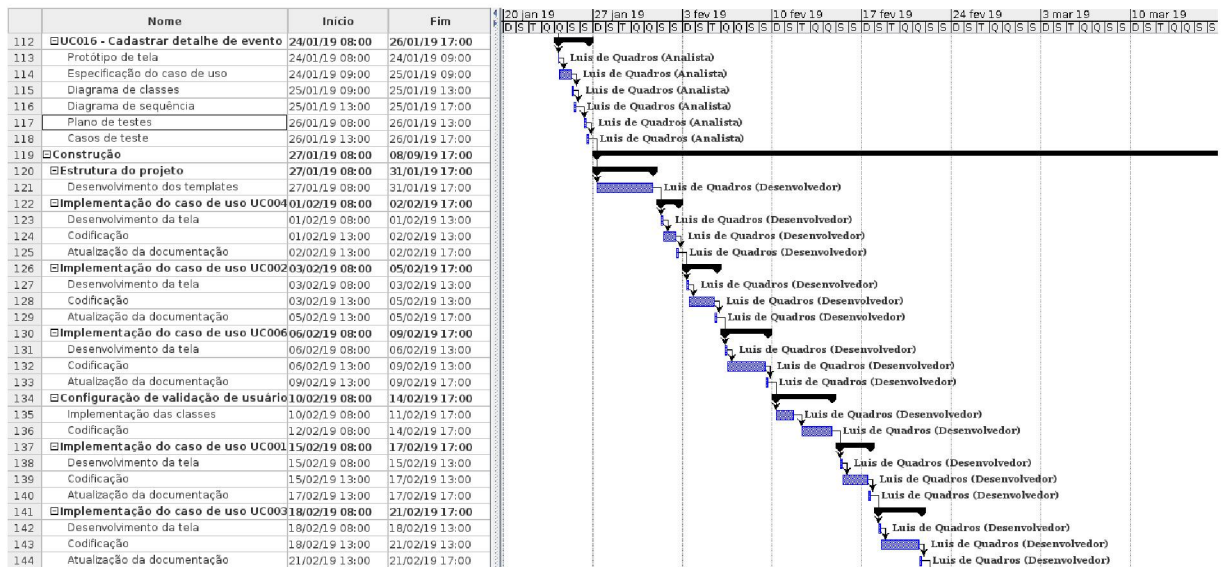 Nome Início Fim 20 jan 19 27 jan 19 3 fev 19 10 fev 19 17 fev 19 24 fev 19 3 mar 19 10 mar 19
D S T Q Q S S D S T Q Q S S D S T Q Q S S D S T Q Q S S D S T Q Q S S D S T Q Q S S D S T Q Q S S D S T Q Q S S
112 UC016 - Cadastrar detalhe de evento 24/01/19 08:00 26/01/19 17:00
113 Protótipo de tela 24/01/19 08:00 24/01/19 09:00 Luis de Quadros (Analista)
114 Especificação do caso de uso 24/01/19 09:00 25/01/19 09:00 Luis de Quadros (Analista)
115 Diagrama de classes 25/01/19 09:00 25/01/19 13:00 Luis de Quadros (Analista)
116 Diagrama de sequência 25/01/19 13:00 25/01/19 17:00 Luis de Quadros (Analista)
117 Plano de testes 26/01/19 08:00 26/01/19 13:00 Luis de Quadros (Analista)
118 Casos de teste 26/01/19 13:00 26/01/19 17:00 Luis de Quadros (Analista)
119 Construção 27/01/19 08:00 08/09/19 17:00
120 Estrutura do projeto 27/01/19 08:00 31/01/19 17:00
121 Desenvolvimento dos templates 27/01/19 08:00 31/01/19 17:00 Luis de Quadros (Desenvolvedor)
122 Implementação do caso de uso UC004 01/02/19 08:00 02/02/19 17:00
123 Desenvolvimento da tela 01/02/19 08:00 01/02/19 13:00 Luis de Quadros (Desenvolvedor)
124 Codificação 01/02/19 13:00 02/02/19 13:00 Luis de Quadros (Desenvolvedor)
125 Atualização da documentação 02/02/19 13:00 02/02/19 17:00 Luis de Quadros (Desenvolvedor)
126 Implementação do caso de uso UC002 03/02/19 08:00 05/02/19 17:00
127 Desenvolvimento da tela 03/02/19 08:00 03/02/19 13:00 Luis de Quadros (Desenvolvedor)
128 Codificação 03/02/19 13:00 05/02/19 13:00 Luis de Quadros (Desenvolvedor)
129 Atualização da documentação 05/02/19 13:00 05/02/19 17:00 Luis de Quadros (Desenvolvedor)
130 Implementação do caso de uso UC006 06/02/19 08:00 09/02/19 17:00
131 Desenvolvimento da tela 06/02/19 08:00 06/02/19 13:00 Luis de Quadros (Desenvolvedor)
132 Codificação 06/02/19 13:00 09/02/19 13:00 Luis de Quadros (Desenvolvedor)
133 Atualização da documentação 09/02/19 13:00 09/02/19 17:00 Luis de Quadros (Desenvolvedor)
134 Configuração de validação de usuário 10/02/19 08:00 14/02/19 17:00
135 Implementação das classes 10/02/19 08:00 11/02/19 17:00 Luis de Quadros (Desenvolvedor)
136 Codificação 12/02/19 08:00 14/02/19 17:00 Luis de Quadros (Desenvolvedor)
137 Implementação do caso de uso UC001 15/02/19 08:00 17/02/19 17:00
138 Desenvolvimento da tela 15/02/19 08:00 15/02/19 13:00 Luis de Quadros (Desenvolvedor)
139 Codificação 15/02/19 13:00 17/02/19 13:00 Luis de Quadros (Desenvolvedor)
140 Atualização da documentação 17/02/19 13:00 17/02/19 17:00 Luis de Quadros (Desenvolvedor)
141 Implementação do caso de uso UC003 18/02/19 08:00 21/02/19 17:00
142 Desenvolvimento da tela 18/02/19 08:00 18/02/19 13:00 Luis de Quadros (Desenvolvedor)
143 Codificação 18/02/19 13:00 21/02/19 13:00 Luis de Quadros (Desenvolvedor)
144 Atualização da documentação 21/02/19 13:00 21/02/19 17:00 Luis de Quadros (Desenvolvedor)